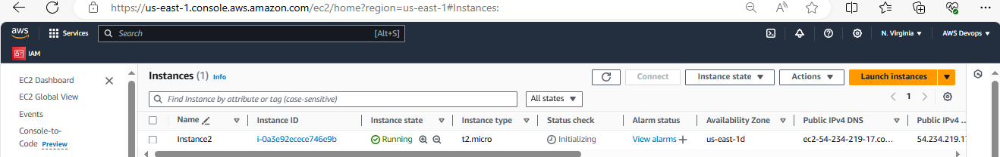 https://us-east-1.console.aws.amazon.com/ec2/home?region=us-east-1#Instances:
aws Services Search [Alt+S] N. Virginia AWS Devops
IAM
EC2 Dashboard
EC2 Global View
Events
Console-to-
Code Preview
Instances (1) Info Connect Instance state Actions Launch instances
Find Instance by attribute or tag (case-sensitive) All states 1
Name Instance ID Instance state Instance type Status check Alarm status Availability Zone Public IPv4 DNS Public IPv4 ...
Instance2 i-0a3e92ecece746e9b Running t2.micro Initializing View alarms + us-east-1d ec2-54-234-219-17.co... 54.234.219.17